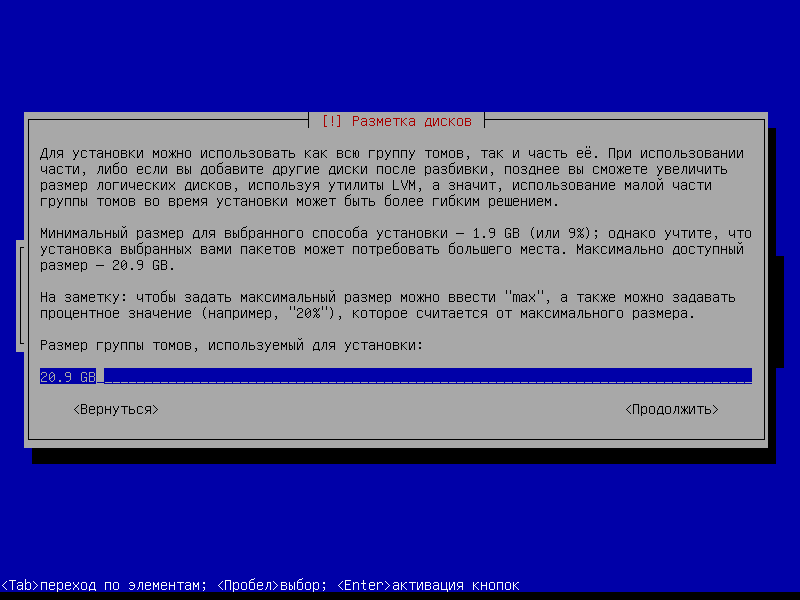 [!] Разметка дисков
Для установки можно использовать как всю группу томов, так и часть её. При использовании
части, либо если вы добавите другие диски после разбивки, позднее вы сможете увеличить
размер логических дисков, используя утилиты LVM, а значит, использование малой части
группы томов во время установки может быть более гибким решением.
Минимальный размер для выбранного способа установки — 1.9 GB (или 9%); однако учтите, что
установка выбранных вами пакетов может потребовать большего места. Максимально доступный
размер — 20.9 GB.
На заметку: чтобы задать максимальный размер можно ввести "max", а также можно задавать
процентное значение (например, "20%"), которое считается от максимального размера.
Размер группы томов, используемый для установки:
20.9 GB
<Вернуться> <Продолжить>
<Tab>переход по элементам; <Пробел>выбор; <Enter>активация кнопок